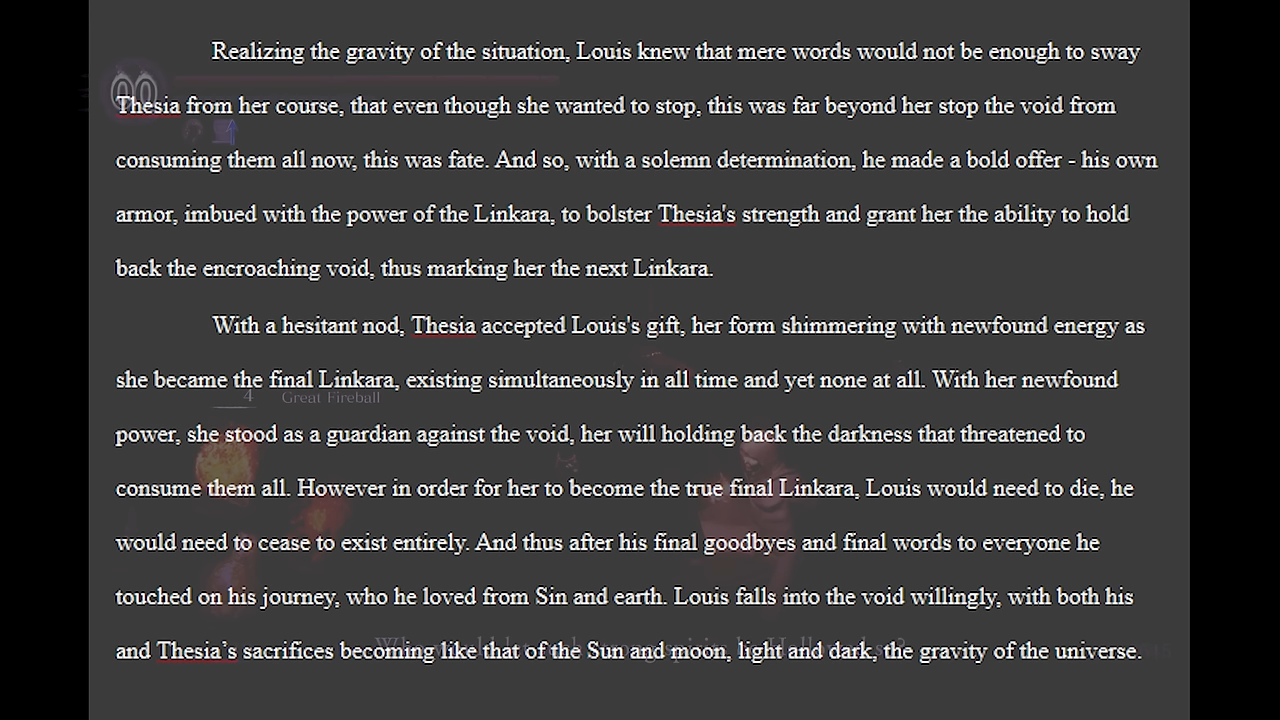 Realizing the gravity of the situation, Louis knew that mere words would not be enough to sway
Thesia from her course, that even though she wanted to stop, this was far beyond her stop the void from
consuming them all now, this was fate. And so, with a solemn determination, he made a bold offer - his own
armor, imbued with the power of the Linkara, to bolster Thesia's strength and grant her the ability to hold
back the encroaching void, thus marking her the next Linkara.
With a hesitant nod, Thesia accepted Louis's gift, her form shimmering with newfound energy as
she became the final Linkara, existing simultaneously in all time and yet none at all. With her newfound
4 Great Fireball
power, she stood as a guardian against the void, her will holding back the darkness that threatened to
consume them all. However in order for her to become the true final Linkara, Louis would need to die, he
would need to cease to exist entirely. And thus after his final goodbyes and final words to everyone he
touched on his journey, who he loved from Sin and earth. Louis falls into the void willingly, with both his
and Thesia’s sacrifices becoming like that of the Sun and moon, light and dark, the gravity of the universe.